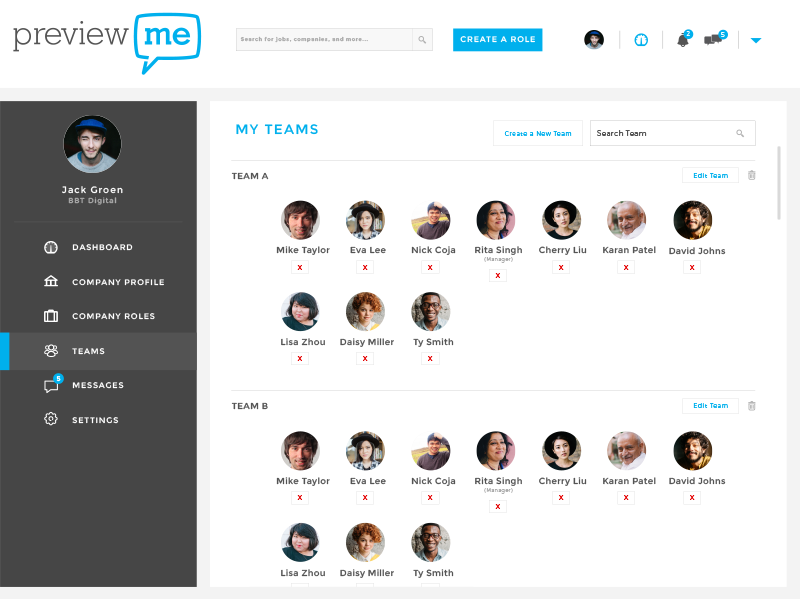 preview me
Search for jobs, companies, and more...
CREATE A ROLE
2
5
Jack Groen
BBT Digital
DASHBOARD
COMPANY PROFILE
COMPANY ROLES
TEAMS
5
MESSAGES
SETTINGS
MY TEAMS
Create a New Team
Search Team
TEAM A
Edit Team
Mike Taylor Eva Lee Nick Coja Rita Singh Cherry Liu Karan Patel David Johns
(Manager)
X X X X X X X
Lisa Zhou Daisy Miller Ty Smith
X X X
TEAM B
Edit Team
Mike Taylor Eva Lee Nick Coja Rita Singh Cherry Liu Karan Patel David Johns
(Manager)
X X X X X X X
Lisa Zhou Daisy Miller Ty Smith